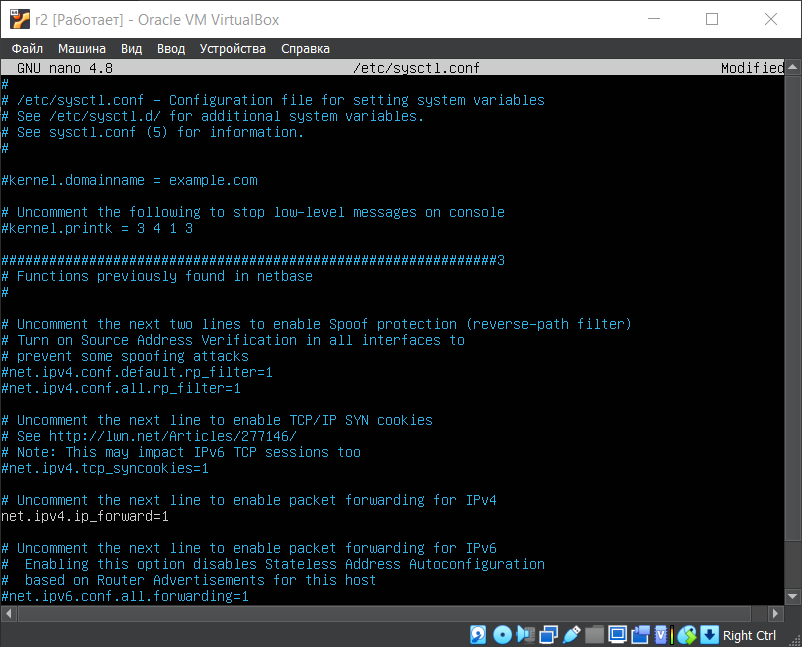 r2 [Работает] - Oracle VM VirtualBox
Файл Машина Вид Ввод Устройства Справка
GNU nano 4.8 /etc/sysctl.conf Modified
#
# /etc/sysctl.conf - Configuration file for setting system variables
# See /etc/sysctl.d/ for additional system variables.
# See sysctl.conf (5) for information.
#
#kernel.domainname = example.com
# Uncomment the following to stop low-level messages on console
#kernel.printk = 3 4 1 3
##############################################################3
# Functions previously found in netbase
#
# Uncomment the next two lines to enable Spoof protection (reverse-path filter)
# Turn on Source Address Verification in all interfaces to
# prevent some spoofing attacks
#net.ipv4.conf.default.rp_filter=1
#net.ipv4.conf.all.rp_filter=1
# Uncomment the next line to enable TCP/IP SYN cookies
# See http://lwn.net/Articles/277146/
# Note: This may impact IPv6 TCP sessions too
#net.ipv4.tcp_syncookies=1
# Uncomment the next line to enable packet forwarding for IPv4
net.ipv4.ip_forward=1
# Uncomment the next line to enable packet forwarding for IPv6
#  Enabling this option disables Stateless Address Autoconfiguration
#  based on Router Advertisements for this host
#net.ipv6.conf.all.forwarding=1
Right Ctrl